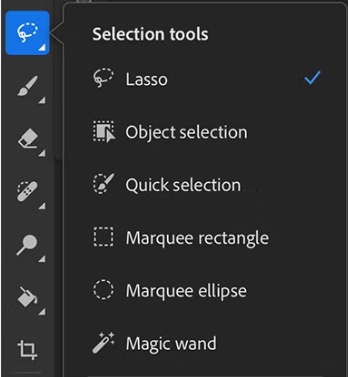 Selection tools
Lasso
Object selection
Quick selection
Marquee rectangle
Marquee ellipse
Magic wand